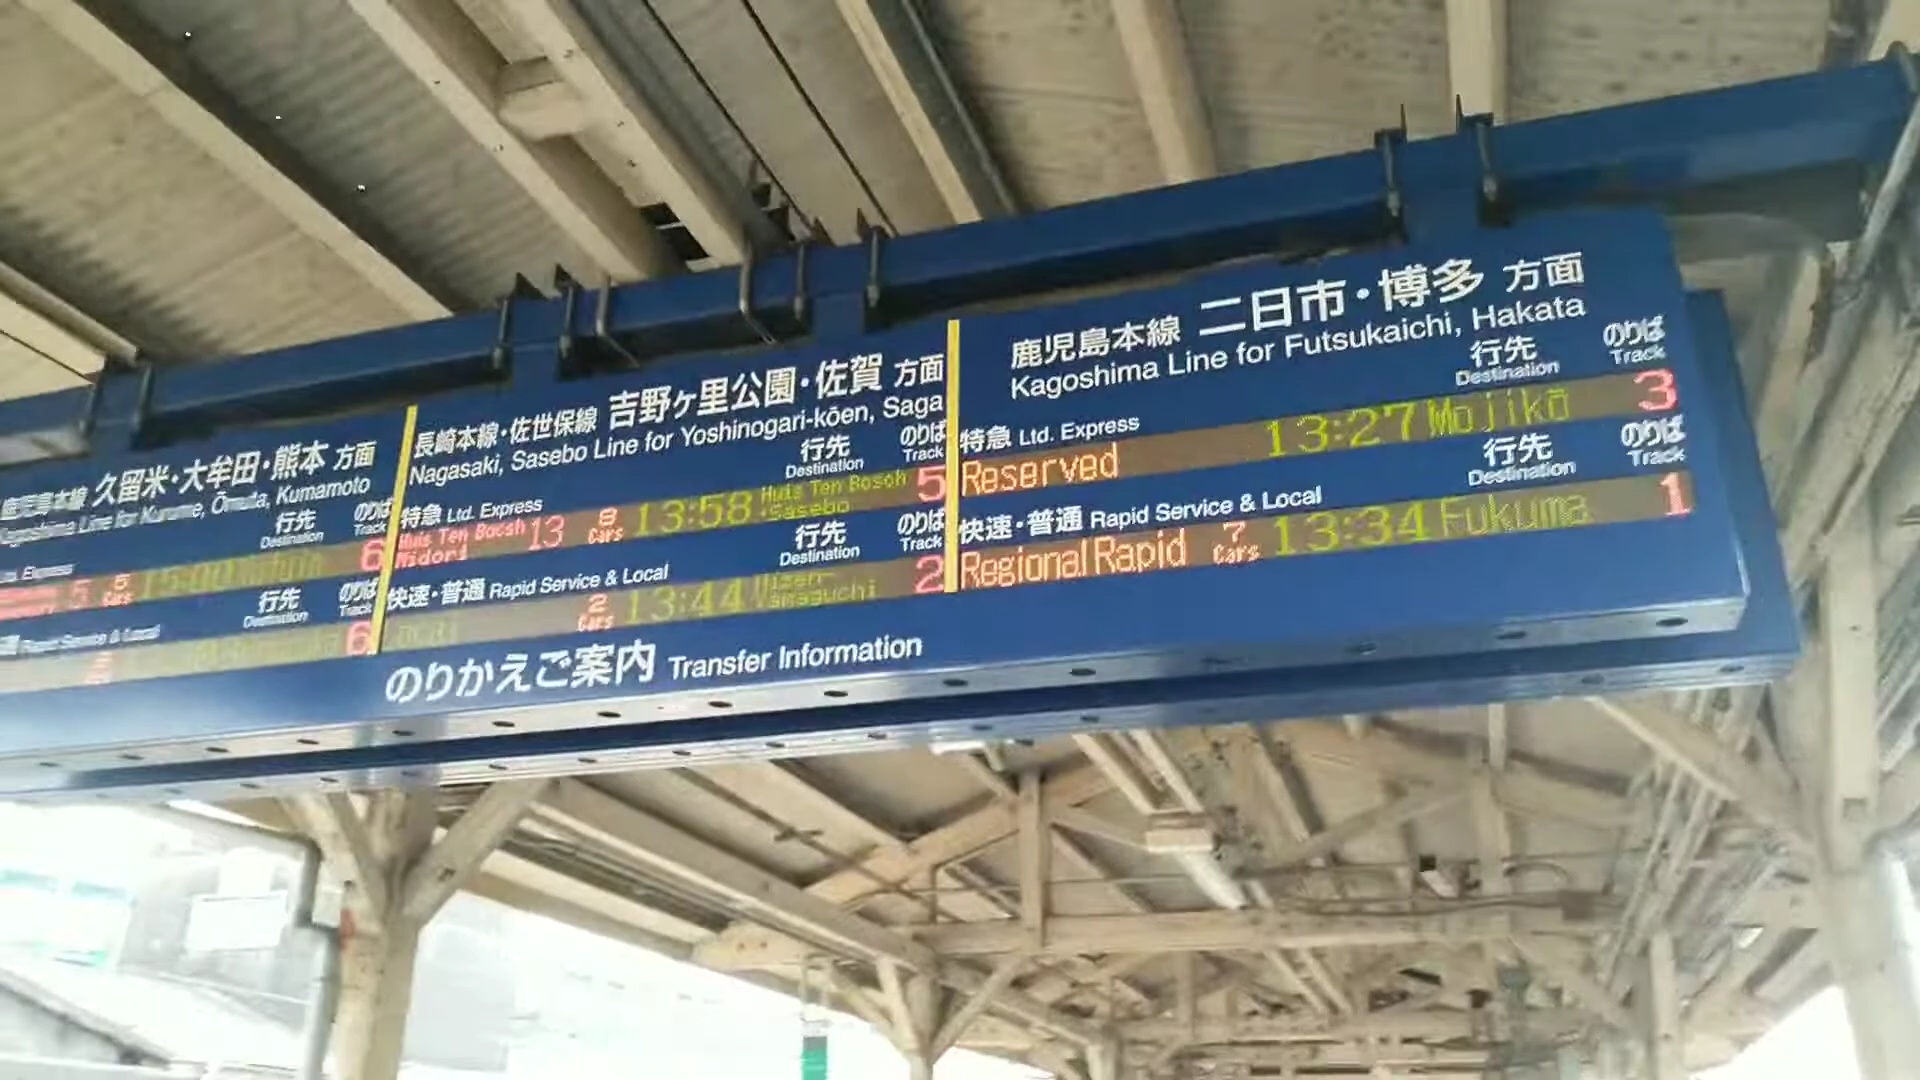 鹿児島本線 久留米・大牟田・熊本 方面
Kagoshima Line for Kurume, Ōmuta, Kumamoto
行先 のりば
Destination Track
Ltd. Express
5 Cars 15:00 6
行先 のりば
Destination Track
Rapid Service & Local
6
長崎本線・佐世保線 吉野ヶ里公園・佐賀 方面
Nagasaki, Sasebo Line for Yoshinogari-kōen, Saga
行先 のりば
Destination Track
特急 Ltd. Express
Huis Ten Bosch Midori 13 8 Cars 13:58 Huis Ten Bosch Sasebo 5
行先 のりば
Destination Track
快速・普通 Rapid Service & Local
2 Cars 13:44 Hizen-Yamaguchi 2
鹿児島本線 二日市・博多 方面
Kagoshima Line for Futsukaichi, Hakata
行先 のりば
Destination Track
特急 Ltd. Express
Reserved 13:27 Mojikō 3
行先 のりば
Destination Track
快速・普通 Rapid Service & Local
Regional Rapid 7 Cars 13:34 Fukuma 1
のりかえご案内 Transfer Information